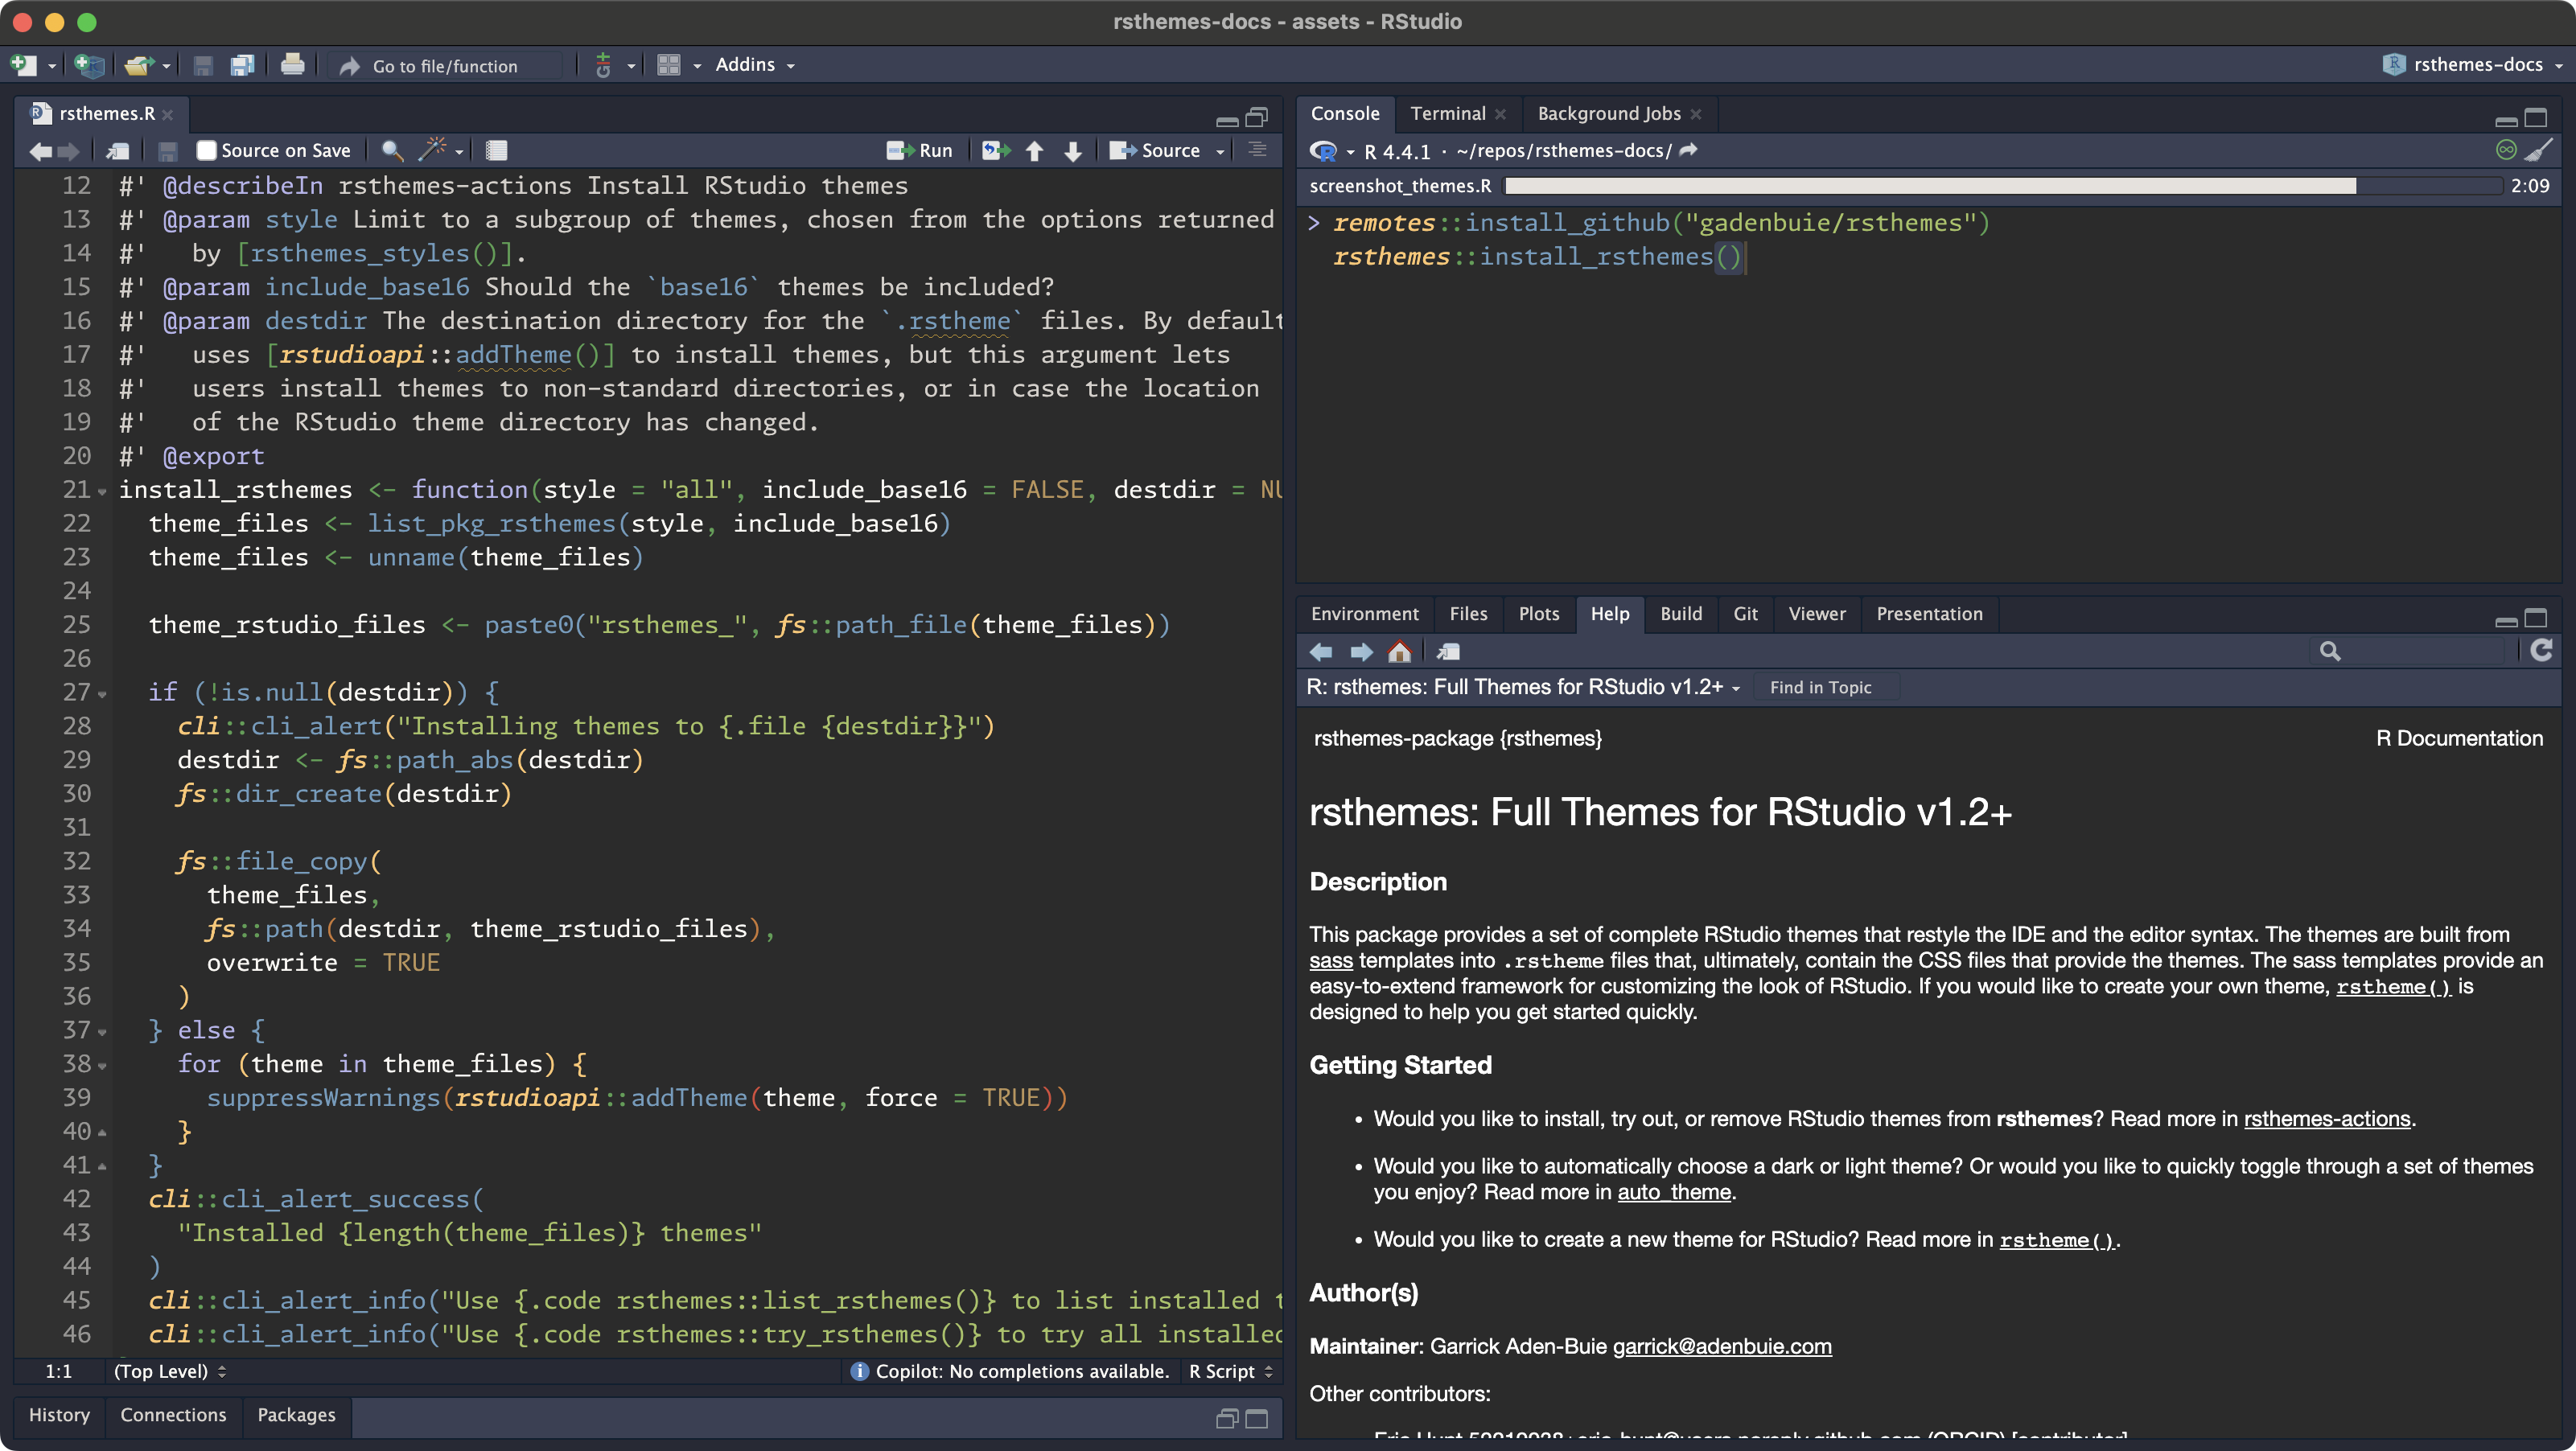 rsthemes-docs - assets - RStudio
Go to file/function
Addins
rsthemes-docs
rsthemes.R
Source on Save
Run
Source
12 #' @describeIn rsthemes-actions Install RStudio themes
13 #' @param style Limit to a subgroup of themes, chosen from the options returned
14 #'   by [rsthemes_styles()].
15 #' @param include_base16 Should the `base16` themes be included?
16 #' @param destdir The destination directory for the `.rstheme` files. By default
17 #'   uses [rstudioapi::addTheme()] to install themes, but this argument lets
18 #'   users install themes to non-standard directories, or in case the location
19 #'   of the RStudio theme directory has changed.
20 #' @export
21 install_rsthemes <- function(style = "all", include_base16 = FALSE, destdir = NU
22   theme_files <- list_pkg_rsthemes(style, include_base16)
23   theme_files <- unname(theme_files)
24
25   theme_rstudio_files <- paste0("rsthemes_", fs::path_file(theme_files))
26
27   if (!is.null(destdir)) {
28     cli::cli_alert("Installing themes to {.file {destdir}}")
29     destdir <- fs::path_abs(destdir)
30     fs::dir_create(destdir)
31
32     fs::file_copy(
33       theme_files,
34       fs::path(destdir, theme_rstudio_files),
35       overwrite = TRUE
36     )
37   } else {
38     for (theme in theme_files) {
39       suppressWarnings(rstudioapi::addTheme(theme, force = TRUE))
40     }
41   }
42   cli::cli_alert_success(
43     "Installed {length(theme_files)} themes"
44   )
45   cli::cli_alert_info("Use {.code rsthemes::list_rsthemes()} to list installed t
46   cli::cli_alert_info("Use {.code rsthemes::try_rsthemes()} to try all installed
1:1 (Top Level)
Copilot: No completions available. R Script
History Connections Packages
Console Terminal Background Jobs
R 4.4.1 · ~/repos/rsthemes-docs/
screenshot_themes.R 2:09
> remotes::install_github("gadenbuie/rsthemes")
rsthemes::install_rsthemes()
Environment Files Plots Help Build Git Viewer Presentation
R: rsthemes: Full Themes for RStudio v1.2+ Find in Topic
rsthemes-package {rsthemes} R Documentation
rsthemes: Full Themes for RStudio v1.2+
Description
This package provides a set of complete RStudio themes that restyle the IDE and the editor syntax. The themes are built from
sass templates into .rstheme files that, ultimately, contain the CSS files that provide the themes. The sass templates provide an
easy-to-extend framework for customizing the look of RStudio. If you would like to create your own theme, rstheme() is
designed to help you get started quickly.
Getting Started
• Would you like to install, try out, or remove RStudio themes from rsthemes? Read more in rsthemes-actions.
• Would you like to automatically choose a dark or light theme? Or would you like to quickly toggle through a set of themes
you enjoy? Read more in auto_theme.
• Would you like to create a new theme for RStudio? Read more in rstheme().
Author(s)
Maintainer: Garrick Aden-Buie garrick@adenbuie.com
Other contributors: